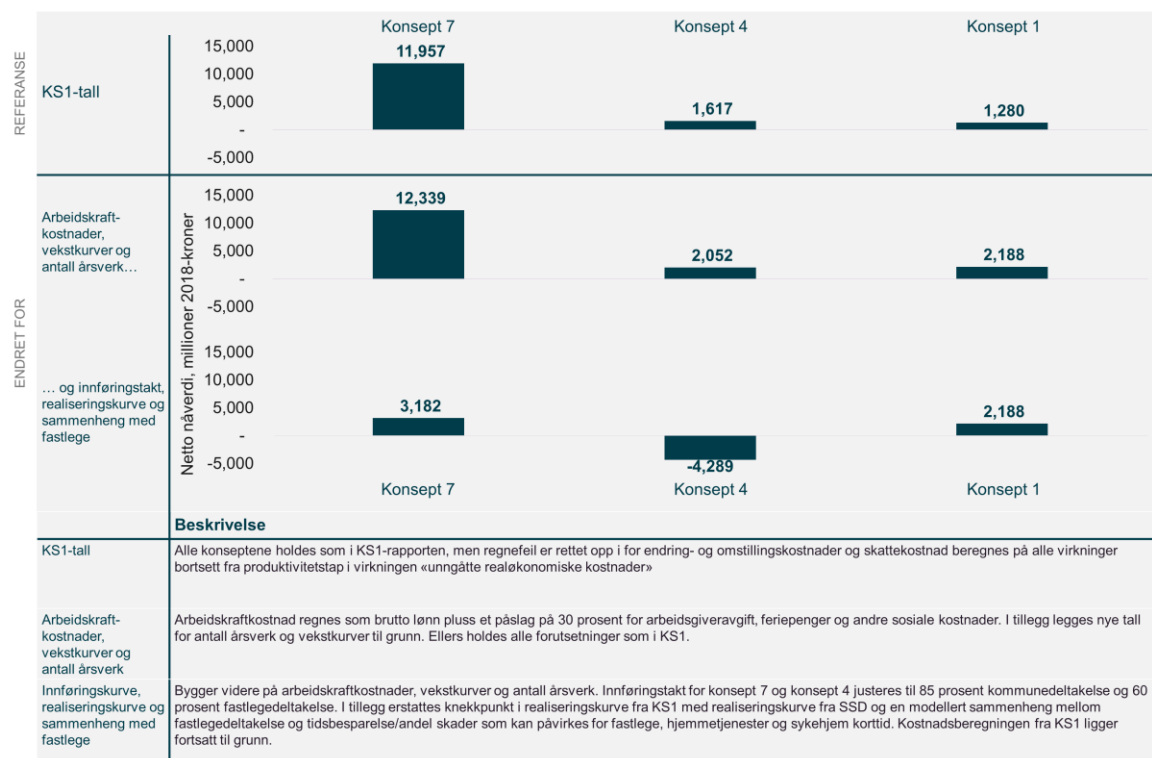 Konsept 7
Konsept 4
Konsept 1
REFERANSE
KS1-tall
15,000
10,000
5,000
-
-5,000
11,957
1,617
1,280
ENDRET FOR
Netto nåverdi, millioner 2018-kroner
Arbeidskraft-
kostnader,
vekstkurver og
antall årsverk…
15,000
10,000
5,000
-
-5,000
12,339
2,052
2,188
… og innføringstakt,
realiseringskurve og
sammenheng med
fastlege
15,000
10,000
5,000
-
-5,000
3,182
-4,289
2,188
Konsept 7
Konsept 4
Konsept 1
Beskrivelse
KS1-tall
Alle konseptene holdes som i KS1-rapporten, men regnefeil er rettet opp i for endring- og omstillingskostnader og skattekostnad beregnes på alle virkninger
bortsett fra produktivitetstap i virkningen «unngåtte realøkonomiske kostnader»
Arbeidskraft-
kostnader,
vekstkurver og
antall årsverk
Arbeidskraftkostnad regnes som brutto lønn pluss et påslag på 30 prosent for arbeidsgiveravgift, feriepenger og andre sosiale kostnader. I tillegg legges nye tall
for antall årsverk og vekstkurver til grunn. Ellers holdes alle forutsetninger som i KS1.
Innføringskurve,
realiseringskurve og
sammenheng med
fastlege
Bygger videre på arbeidskraftkostnader, vekstkurver og antall årsverk. Innføringstakt for konsept 7 og konsept 4 justeres til 85 prosent kommunedeltakelse og 60
prosent fastlegedeltakelse. I tillegg erstattes knekkpunkt i realiseringskurve fra KS1 med realiseringskurve fra SSD og en modellert sammenheng mellom
fastlegedeltakelse og tidsbesparelse/andel skader som kan påvirkes for fastlege, hjemmetjenester og sykehjem korttid. Kostnadsberegningen fra KS1 ligger
fortsatt til grunn.